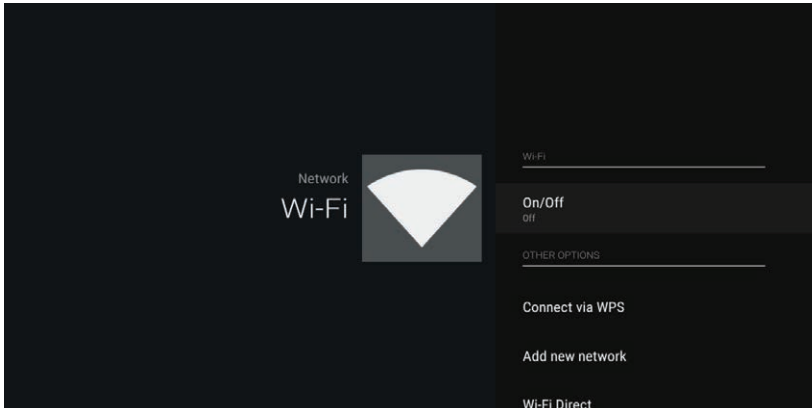 Network
Wi-Fi
Wi-Fi
On/Off
Off
OTHER OPTIONS
Connect via WPS
Add new network
Wi-Fi Direct